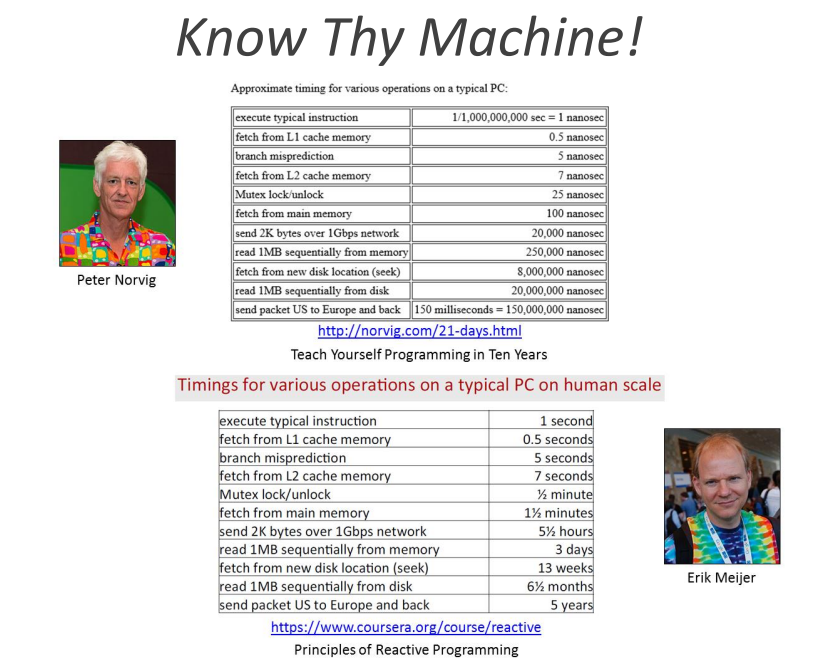 Know Thy Machine!
Approximate timing for various operations on a typical PC:
execute typical instruction 1/1,000,000,000 sec = 1 nanosec
fetch from L1 cache memory 0.5 nanosec
branch misprediction 5 nanosec
fetch from L2 cache memory 7 nanosec
Mutex lock/unlock 25 nanosec
fetch from main memory 100 nanosec
send 2K bytes over 1Gbps network 20,000 nanosec
read 1MB sequentially from memory 250,000 nanosec
fetch from new disk location (seek) 8,000,000 nanosec
read 1MB sequentially from disk 20,000,000 nanosec
send packet US to Europe and back 150 milliseconds = 150,000,000 nanosec
Peter Norvig
http://norvig.com/21-days.html
Teach Yourself Programming in Ten Years
Timings for various operations on a typical PC on human scale
execute typical instruction 1 second
fetch from L1 cache memory 0.5 seconds
branch misprediction 5 seconds
fetch from L2 cache memory 7 seconds
Mutex lock/unlock ½ minute
fetch from main memory 1½ minutes
send 2K bytes over 1Gbps network 5½ hours
read 1MB sequentially from memory 3 days
fetch from new disk location (seek) 13 weeks
read 1MB sequentially from disk 6½ months
send packet US to Europe and back 5 years
Erik Meijer
https://www.coursera.org/course/reactive
Principles of Reactive Programming